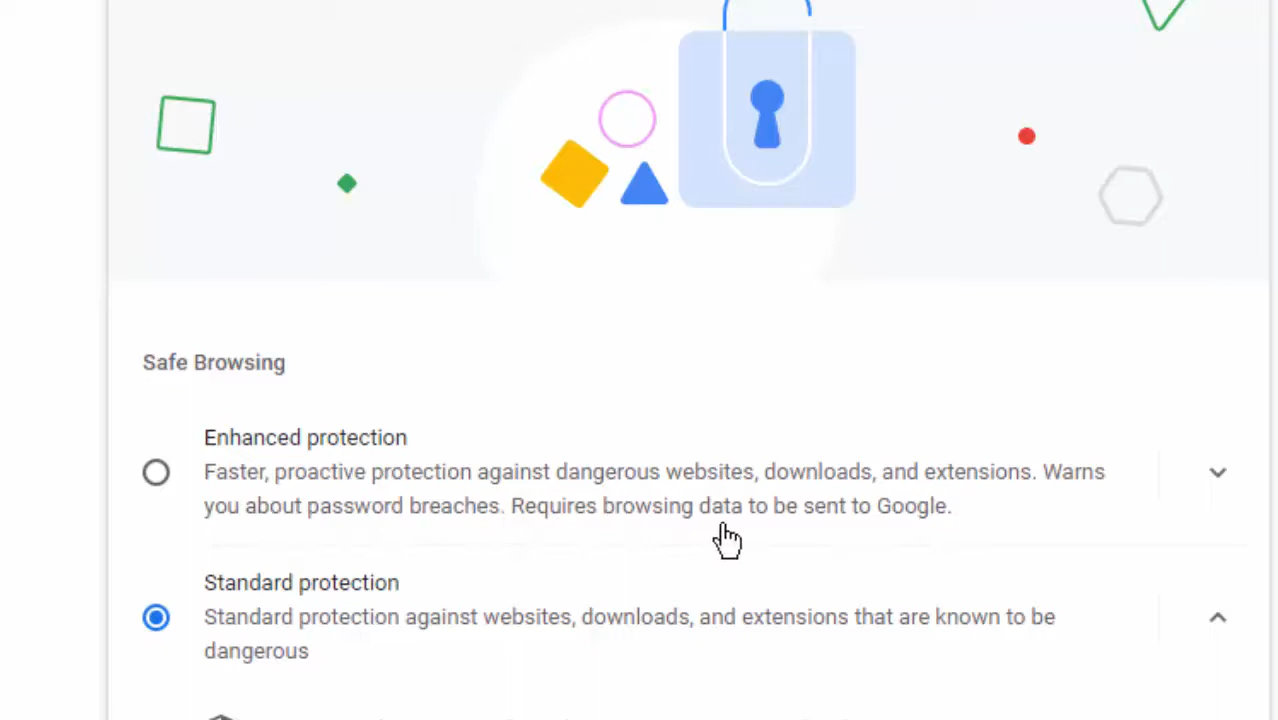 Safe Browsing
Enhanced protection
Faster, proactive protection against dangerous websites, downloads, and extensions. Warns
you about password breaches. Requires browsing data to be sent to Google.
Standard protection
Standard protection against websites, downloads, and extensions that are known to be
dangerous